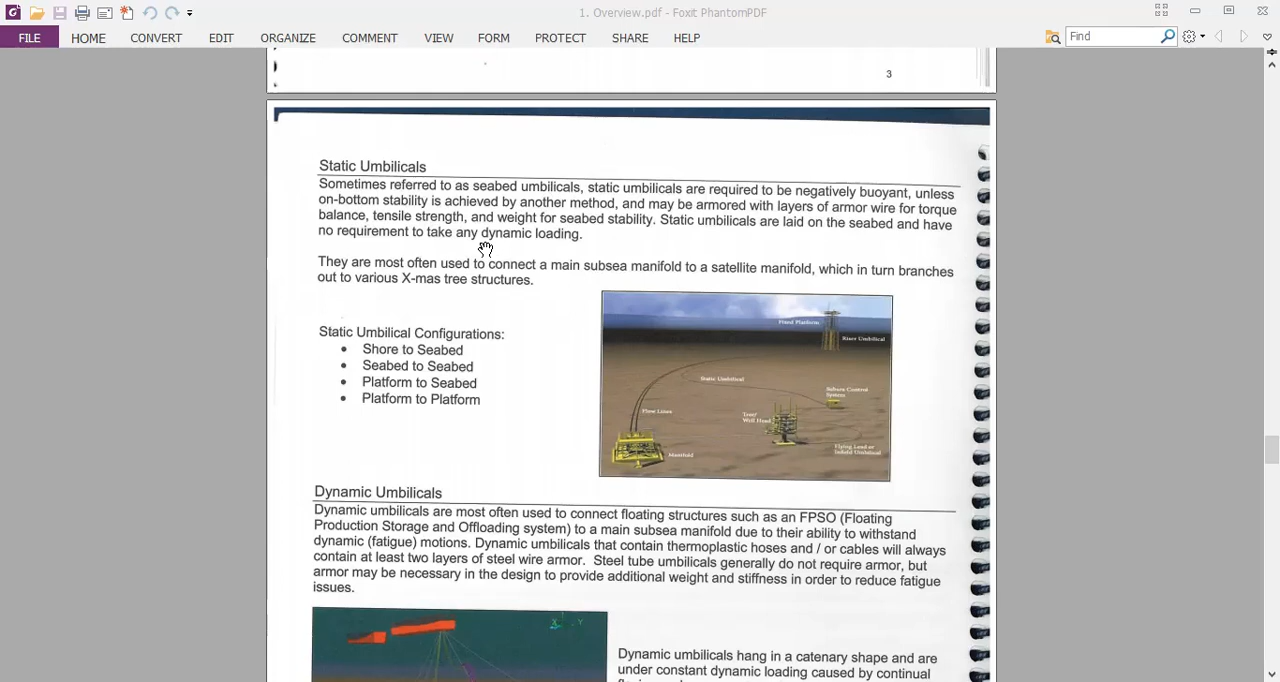 1. Overview.pdf - Foxit PhantomPDF
FILE HOME CONVERT EDIT ORGANIZE COMMENT VIEW FORM PROTECT SHARE HELP Find
3
Static Umbilicals
Sometimes referred to as seabed umbilicals, static umbilicals are required to be negatively buoyant, unless
on-bottom stability is achieved by another method, and may be armored with layers of armor wire for torque
balance, tensile strength, and weight for seabed stability. Static umbilicals are laid on the seabed and have
no requirement to take any dynamic loading.
They are most often used to connect a main subsea manifold to a satellite manifold, which in turn branches
out to various X-mas tree structures.
Static Umbilical Configurations:
• Shore to Seabed
• Seabed to Seabed
• Platform to Seabed
• Platform to Platform
Fixed Platform
Riser Umbilical
Static Umbilical
Subsea Control
System
Flow Lines
Tree/
Well Head
Flying Lead or
Infield Umbilical
Manifold
Dynamic Umbilicals
Dynamic umbilicals are most often used to connect floating structures such as an FPSO (Floating
Production Storage and Offloading system) to a main subsea manifold due to their ability to withstand
dynamic (fatigue) motions. Dynamic umbilicals that contain thermoplastic hoses and / or cables will always
contain at least two layers of steel wire armor. Steel tube umbilicals generally do not require armor, but
armor may be necessary in the design to provide additional weight and stiffness in order to reduce fatigue
issues.
X Y
Dynamic umbilicals hang in a catenary shape and are
under constant dynamic loading caused by continual